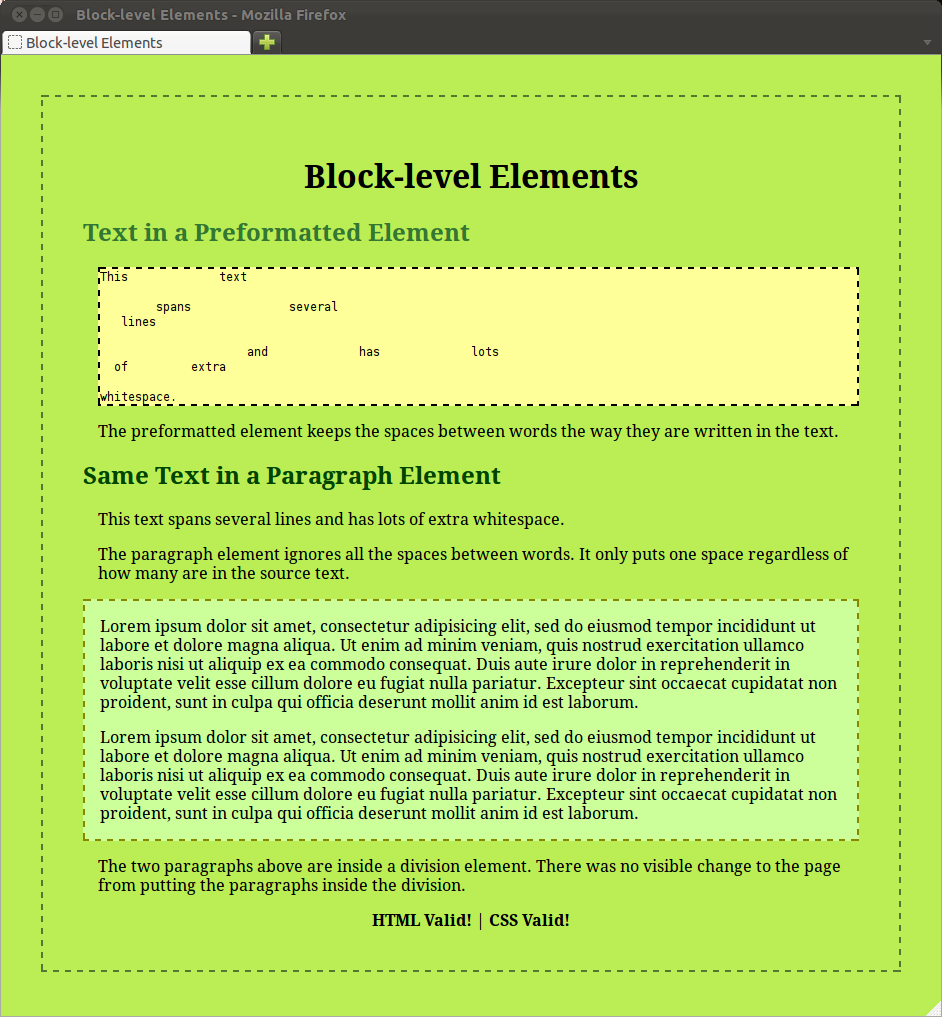 Block-level Elements - Mozilla Firefox
Block-level Elements
Block-level Elements
Text in a Preformatted Element
This             text
        spans              several
   lines
                     and             has             lots
  of         extra
whitespace.
The preformatted element keeps the spaces between words the way they are written in the text.
Same Text in a Paragraph Element
This text spans several lines and has lots of extra whitespace.
The paragraph element ignores all the spaces between words. It only puts one space regardless of
how many are in the source text.
Lorem ipsum dolor sit amet, consectetur adipisicing elit, sed do eiusmod tempor incididunt ut
labore et dolore magna aliqua. Ut enim ad minim veniam, quis nostrud exercitation ullamco
laboris nisi ut aliquip ex ea commodo consequat. Duis aute irure dolor in reprehenderit in
voluptate velit esse cillum dolore eu fugiat nulla pariatur. Excepteur sint occaecat cupidatat non
proident, sunt in culpa qui officia deserunt mollit anim id est laborum.
Lorem ipsum dolor sit amet, consectetur adipisicing elit, sed do eiusmod tempor incididunt ut
labore et dolore magna aliqua. Ut enim ad minim veniam, quis nostrud exercitation ullamco
laboris nisi ut aliquip ex ea commodo consequat. Duis aute irure dolor in reprehenderit in
voluptate velit esse cillum dolore eu fugiat nulla pariatur. Excepteur sint occaecat cupidatat non
proident, sunt in culpa qui officia deserunt mollit anim id est laborum.
The two paragraphs above are inside a division element. There was no visible change to the page
from putting the paragraphs inside the division.
HTML Valid! | CSS Valid!